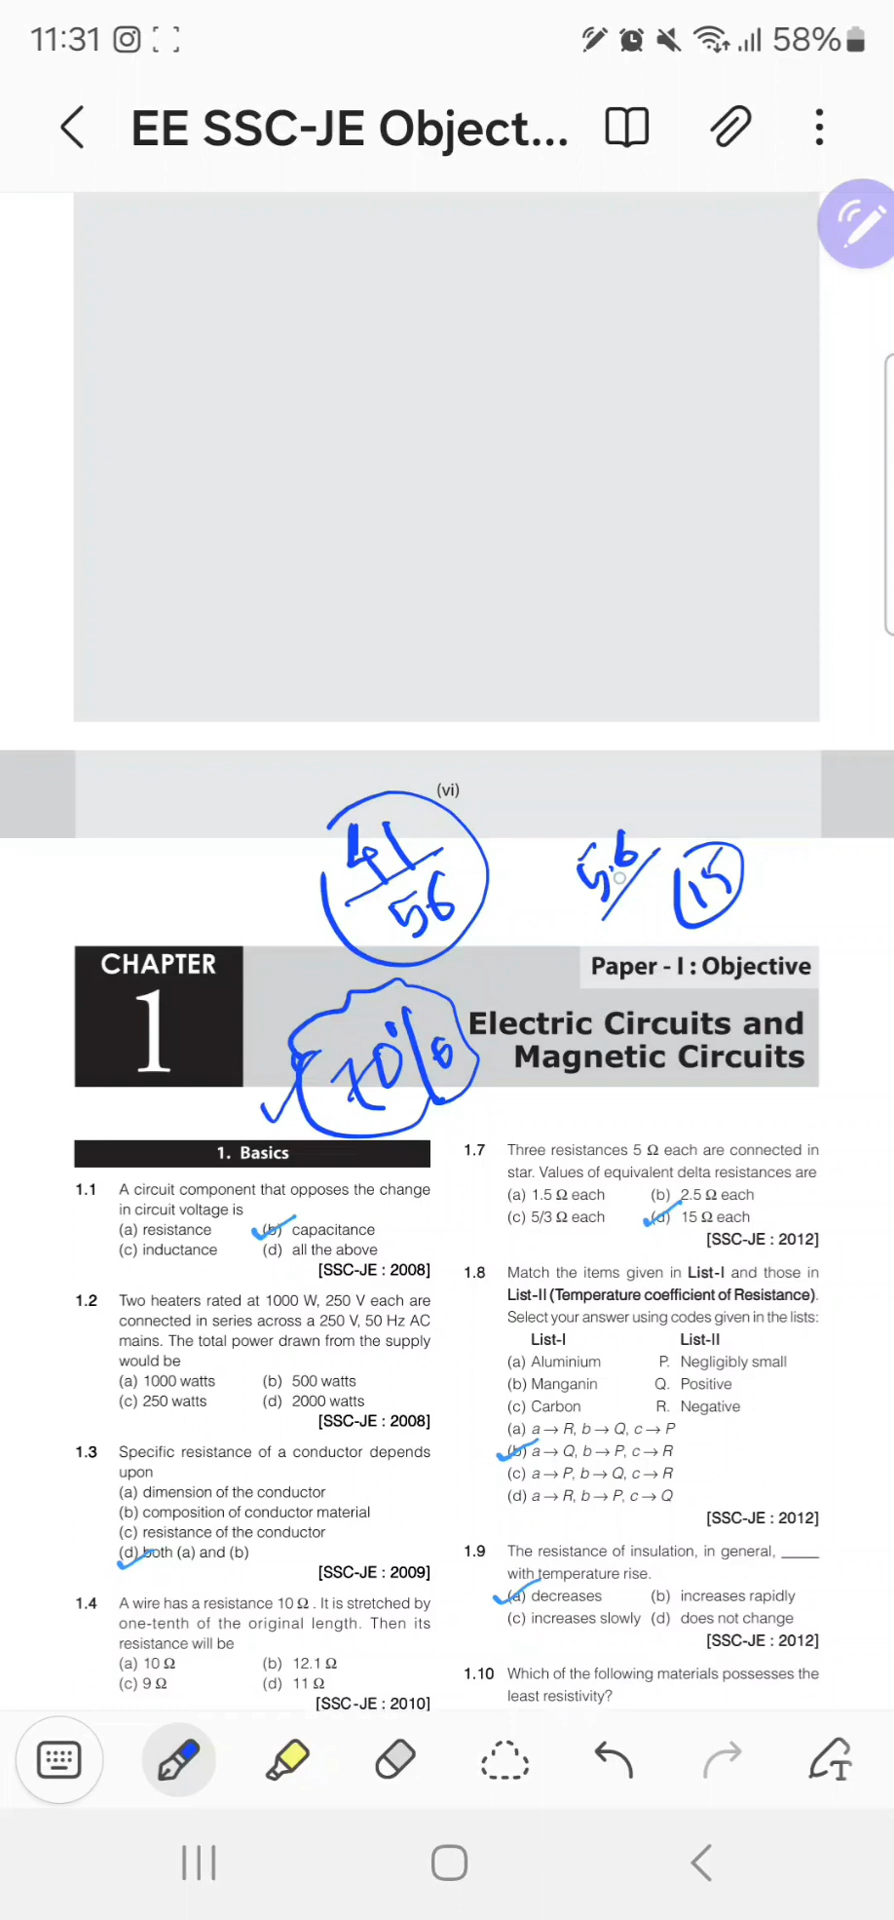 11:31
58%
EE SSC-JE Object...
(vi)
41
56
5.6
15
CHAPTER
1
Paper - I : Objective
Electric Circuits and
Magnetic Circuits
70%
1. Basics
1.1 A circuit component that opposes the change
in circuit voltage is
(a) resistance (b) capacitance
(c) inductance (d) all the above
[SSC-JE : 2008]
1.2 Two heaters rated at 1000 W, 250 V each are
connected in series across a 250 V, 50 Hz AC
mains. The total power drawn from the supply
would be
(a) 1000 watts (b) 500 watts
(c) 250 watts (d) 2000 watts
[SSC-JE : 2008]
1.3 Specific resistance of a conductor depends
upon
(a) dimension of the conductor
(b) composition of conductor material
(c) resistance of the conductor
(d) both (a) and (b)
[SSC-JE : 2009]
1.4 A wire has a resistance 10 Ω . It is stretched by
one-tenth of the original length. Then its
resistance will be
(a) 10 Ω (b) 12.1 Ω
(c) 9 Ω (d) 11 Ω
[SSC-JE : 2010]
1.7 Three resistances 5 Ω each are connected in
star. Values of equivalent delta resistances are
(a) 1.5 Ω each (b) 2.5 Ω each
(c) 5/3 Ω each (d) 15 Ω each
[SSC-JE : 2012]
1.8 Match the items given in List-I and those in
List-II (Temperature coefficient of Resistance).
Select your answer using codes given in the lists:
List-I List-II
(a) Aluminium P. Negligibly small
(b) Manganin Q. Positive
(c) Carbon R. Negative
(a) a → R, b → Q, c → P
(b) a → Q, b → P, c → R
(c) a → P, b → Q, c → R
(d) a → R, b → P, c → Q
[SSC-JE : 2012]
1.9 The resistance of insulation, in general, ____
with temperature rise.
(a) decreases (b) increases rapidly
(c) increases slowly (d) does not change
[SSC-JE : 2012]
1.10 Which of the following materials possesses the
least resistivity?